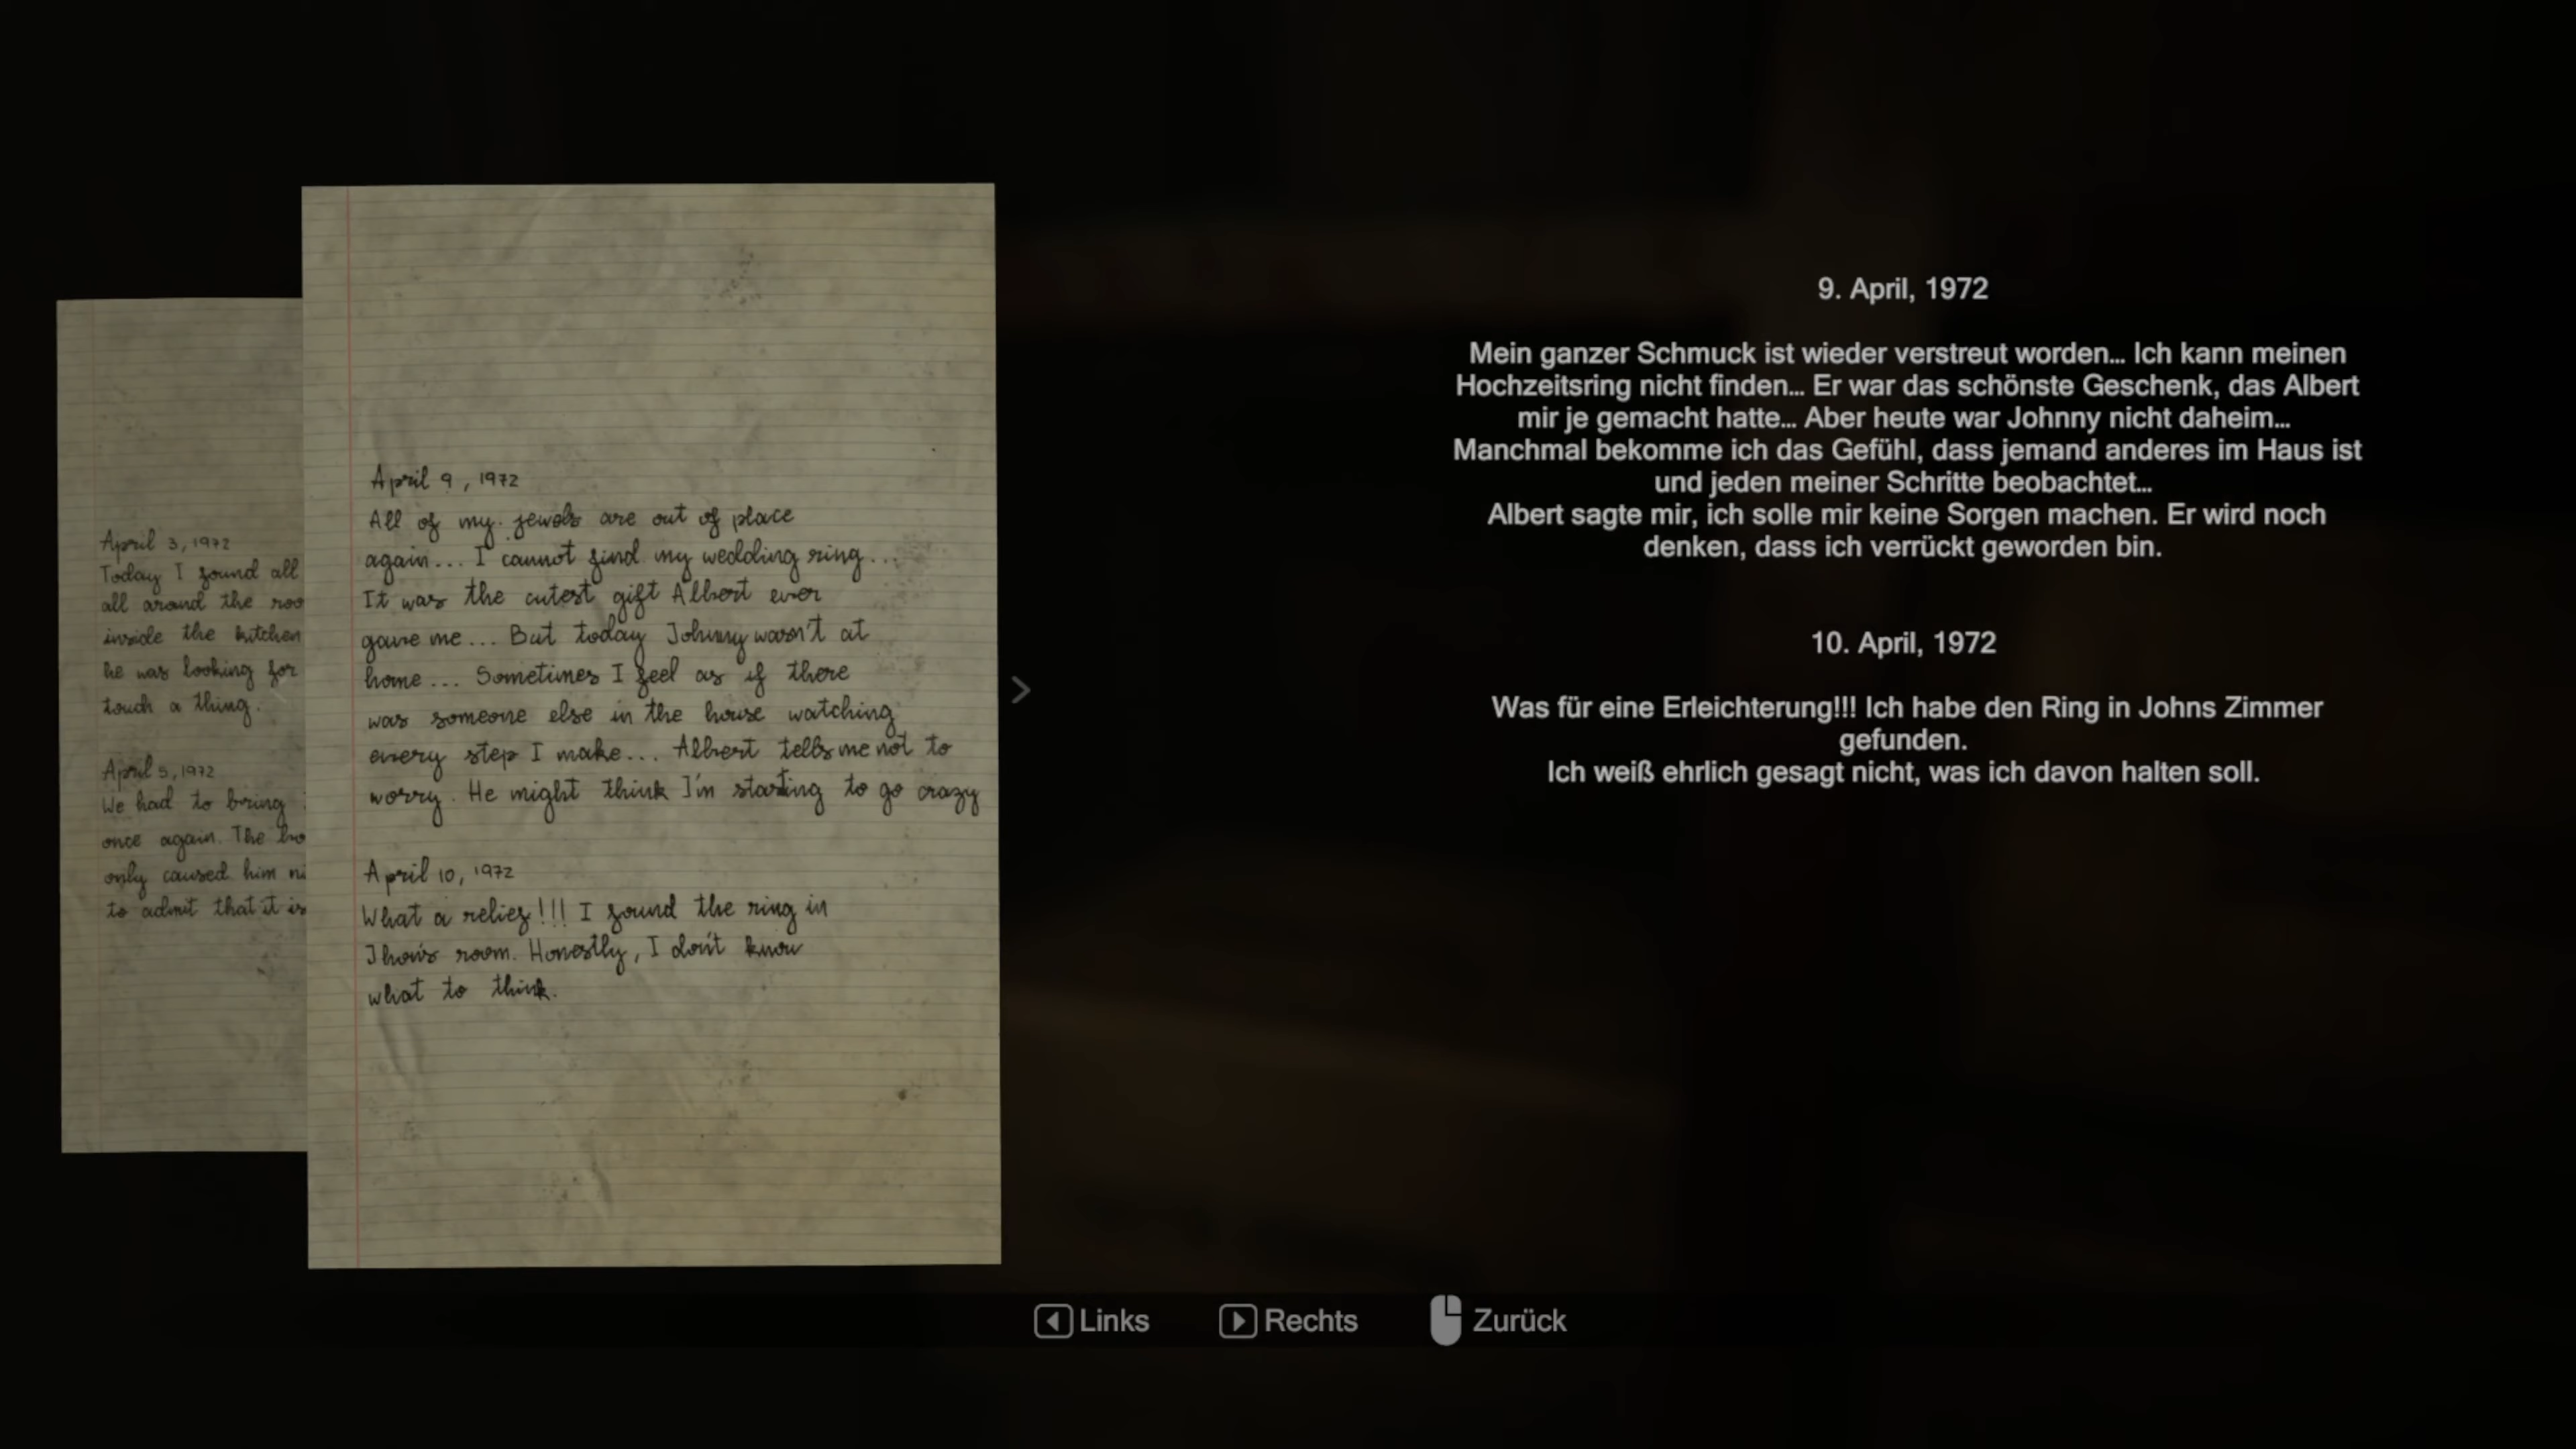 April 3, 1972
Today I found all
all around the roo
inside the kitchen
he was looking for
touch a thing.
April 5, 1972
We had to bring
once again. The bro
only caused him ni
to admit that it is
April 9, 1972
All of my jewels are out of place
again... I cannot find my wedding ring...
It was the cutest gift Albert ever
gave me... But today Johnny wasn't at
home... Sometimes I feel as if there
was someone else in the house watching
every step I make... Albert tells me not to
worry. He might think I'm starting to go crazy
April 10, 1972
What a relief!!! I found the ring in
Jhon's room. Honestly, I don't know
what to think.
9. April, 1972
Mein ganzer Schmuck ist wieder verstreut worden... Ich kann meinen
Hochzeitsring nicht finden... Er war das schönste Geschenk, das Albert
mir je gemacht hatte... Aber heute war Johnny nicht daheim...
Manchmal bekomme ich das Gefühl, dass jemand anderes im Haus ist
und jeden meiner Schritte beobachtet...
Albert sagte mir, ich solle mir keine Sorgen machen. Er wird noch
denken, dass ich verrückt geworden bin.
10. April, 1972
Was für eine Erleichterung!!! Ich habe den Ring in Johns Zimmer
gefunden.
Ich weiß ehrlich gesagt nicht, was ich davon halten soll.
Links
Rechts
Zurück